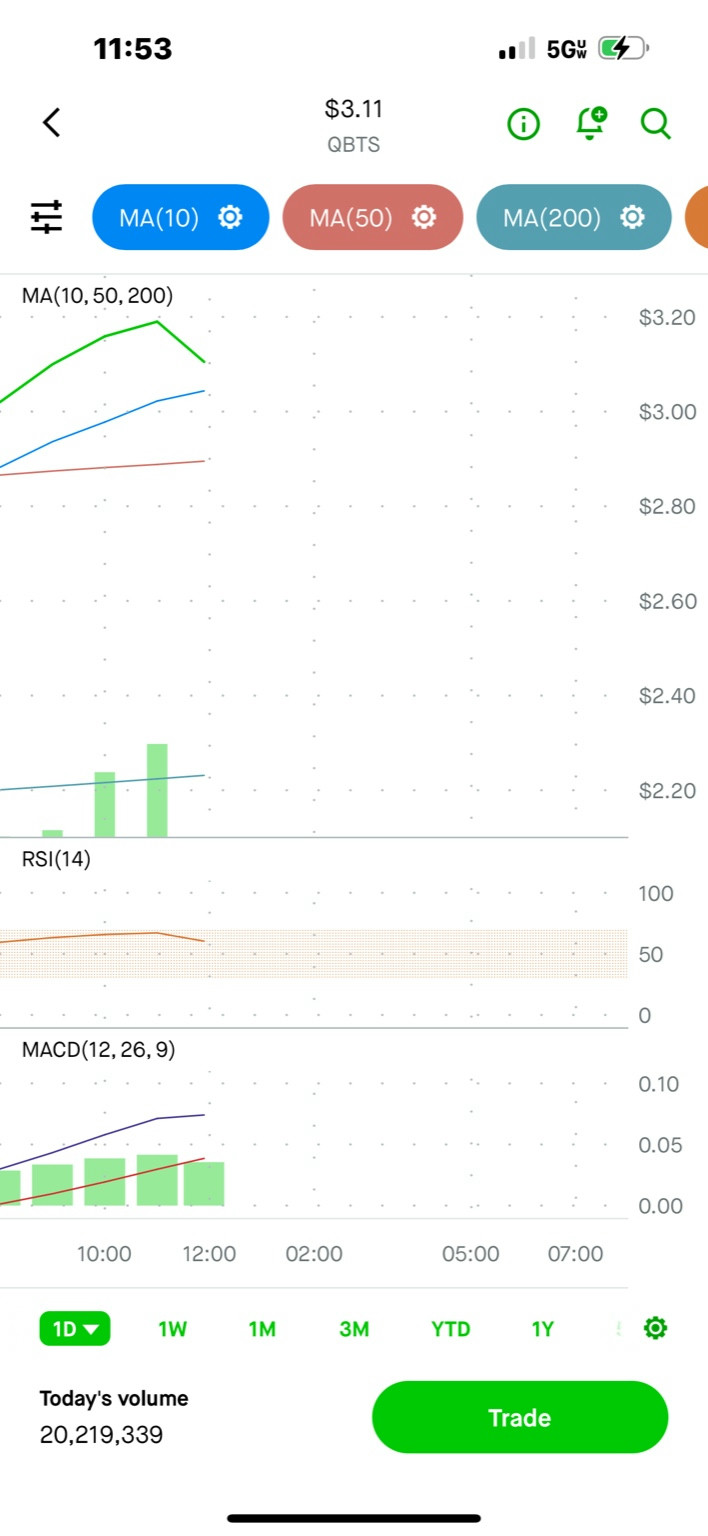 11:53
5GUW
$3.11
QBTS
MA(10)
MA(50)
MA(200)
MA(10, 50, 200)
$3.20
$3.00
$2.80
$2.60
$2.40
$2.20
RSI(14)
100
50
0
MACD(12, 26, 9)
0.10
0.05
0.00
10:00 12:00 02:00 05:00 07:00
1D 1W 1M 3M YTD 1Y
Today's volume
20,219,339
Trade